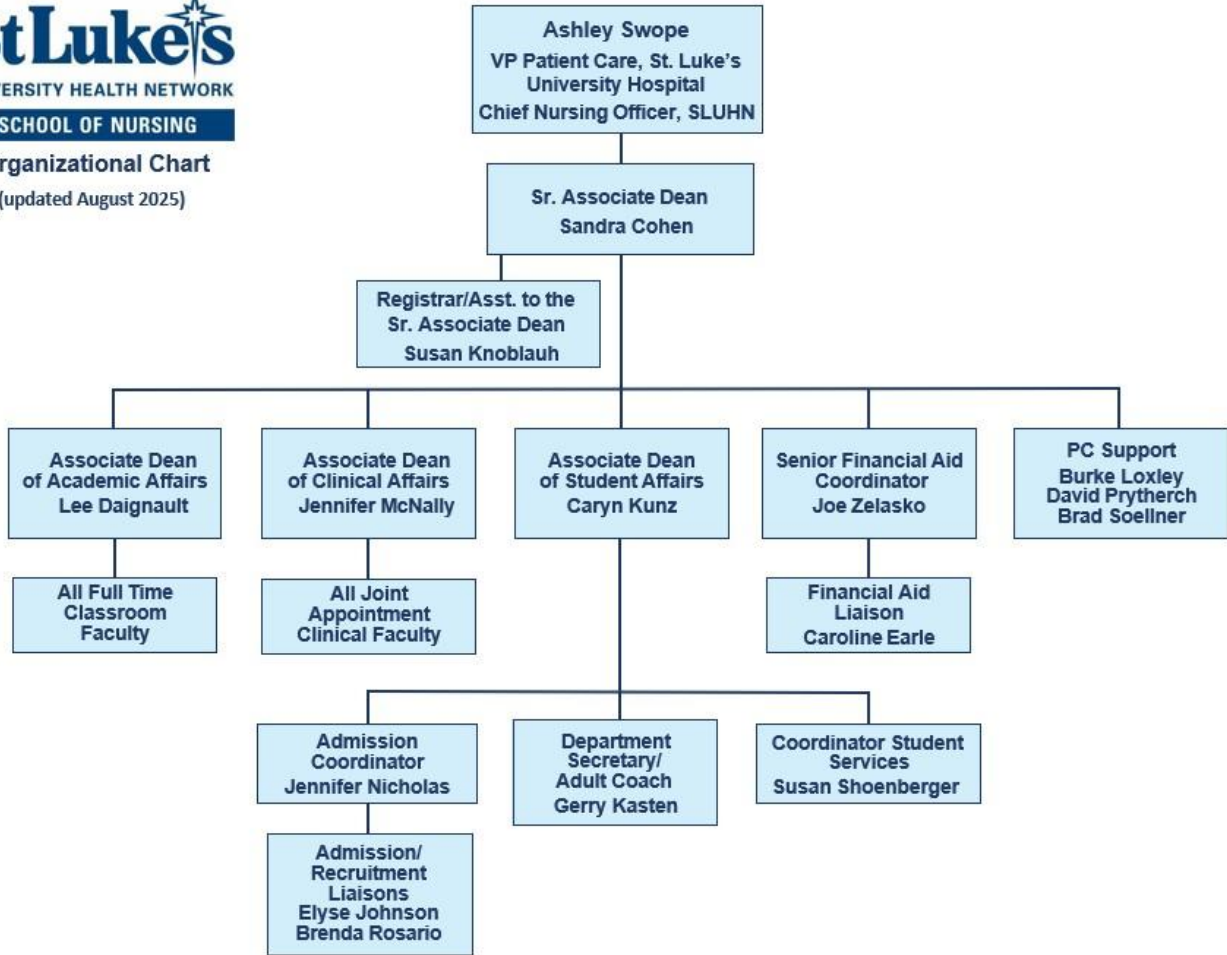 Luke's
HEALTH NETWORK
SCHOOL OF NURSING
Chart
(updated August 2025)
Ashley Swope
VP Patient Care, St. Luke's
University Hospital
Chief Nursing Officer, SLUHN
Sr. Associate Dean
Sandra Cohen
Registrar/Asst. to the
Sr. Associate Dean
Susan Knoblauh
Associate Dean
of Academic Affairs
Lee Daignault
Associate Dean
of Clinical Affairs
Jennifer McNally
Associate Dean
of Student Affairs
Caryn Kunz
Senior Financial Aid
Coordinator
Joe Zelasko
PC Support
Burke Loxley
David Prytherch
Brad Soellner
All Full Time
Classroom
Faculty
All Joint
Appointment
Clinical Faculty
Financial Aid
Liaison
Caroline Earle
Admission
Coordinator
Jennifer Nicholas
Department
Secretary/
Adult Coach
Gerry Kasten
Coordinator Student
Services
Susan Shoenberger
Admission/
Recruitment
Liaisons
Elyse Johnson
Brenda Rosario